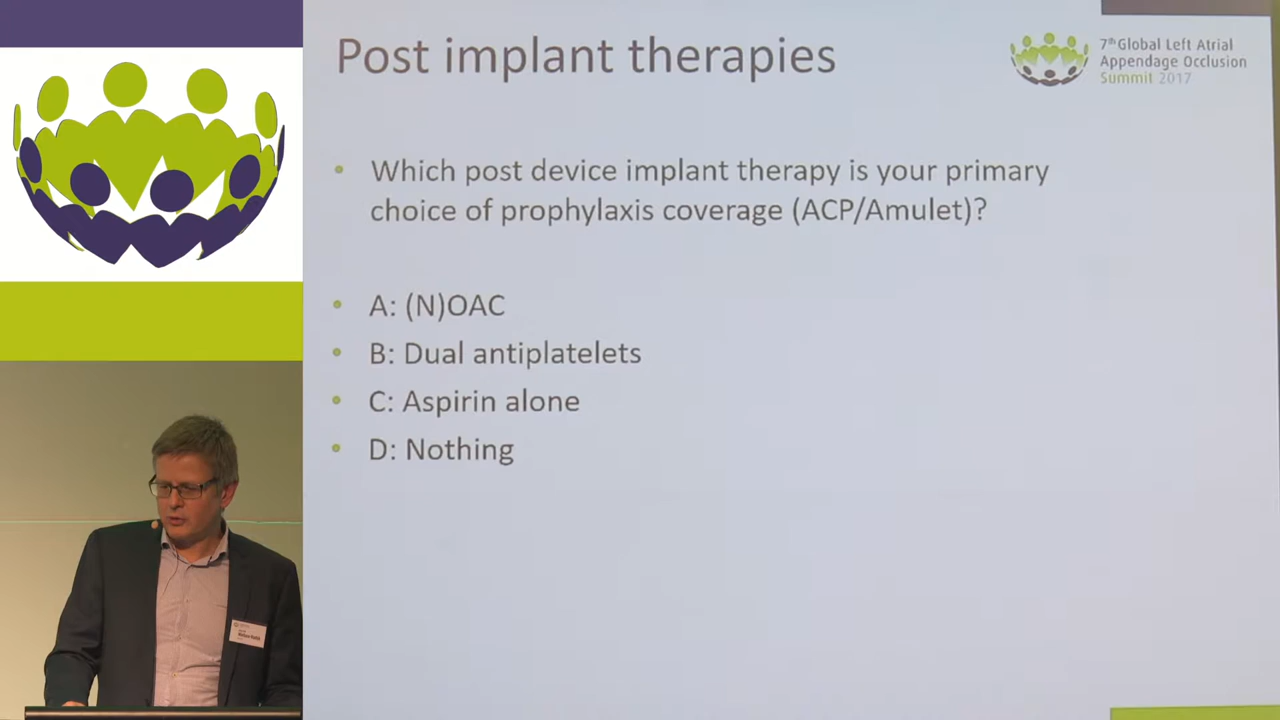 Post implant therapies
7th Global Left Atrial
Appendage Occlusion
Summit 2017
• Which post device implant therapy is your primary
choice of prophylaxis coverage (ACP/Amulet)?
• A: (N)OAC
• B: Dual antiplatelets
• C: Aspirin alone
• D: Nothing